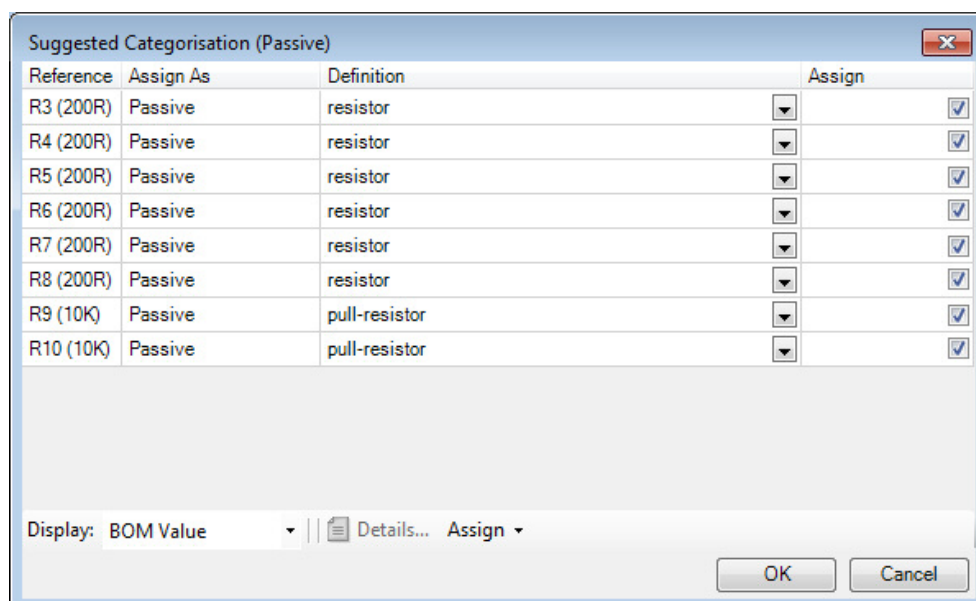 Suggested Categorisation (Passive)
Reference Assign As Definition Assign
R3 (200R) Passive resistor
R4 (200R) Passive resistor
R5 (200R) Passive resistor
R6 (200R) Passive resistor
R7 (200R) Passive resistor
R8 (200R) Passive resistor
R9 (10K) Passive pull-resistor
R10 (10K) Passive pull-resistor
Display: BOM Value Details... Assign
OK Cancel